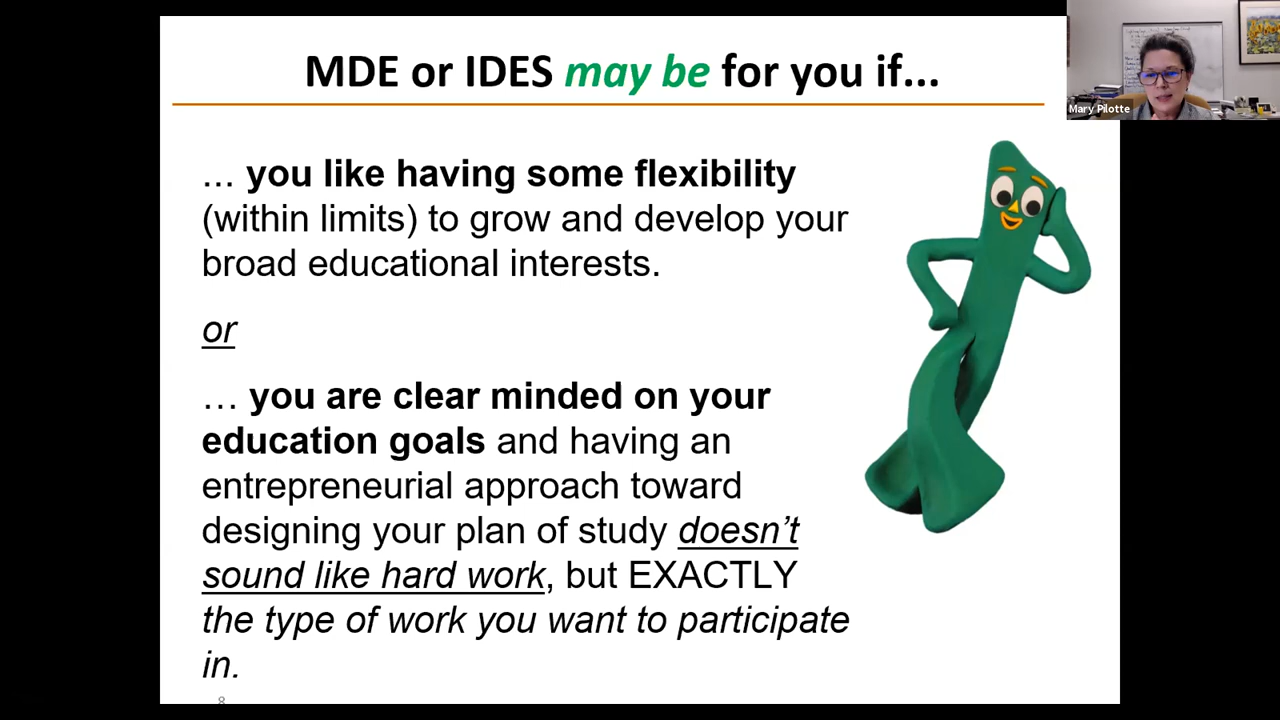 MDE or IDES may be for you if...
Mary Pilotte
... you like having some flexibility
(within limits) to grow and develop your
broad educational interests.
or
… you are clear minded on your
education goals and having an
entrepreneurial approach toward
designing your plan of study doesn’t
sound like hard work, but EXACTLY
the type of work you want to participate
in.
8